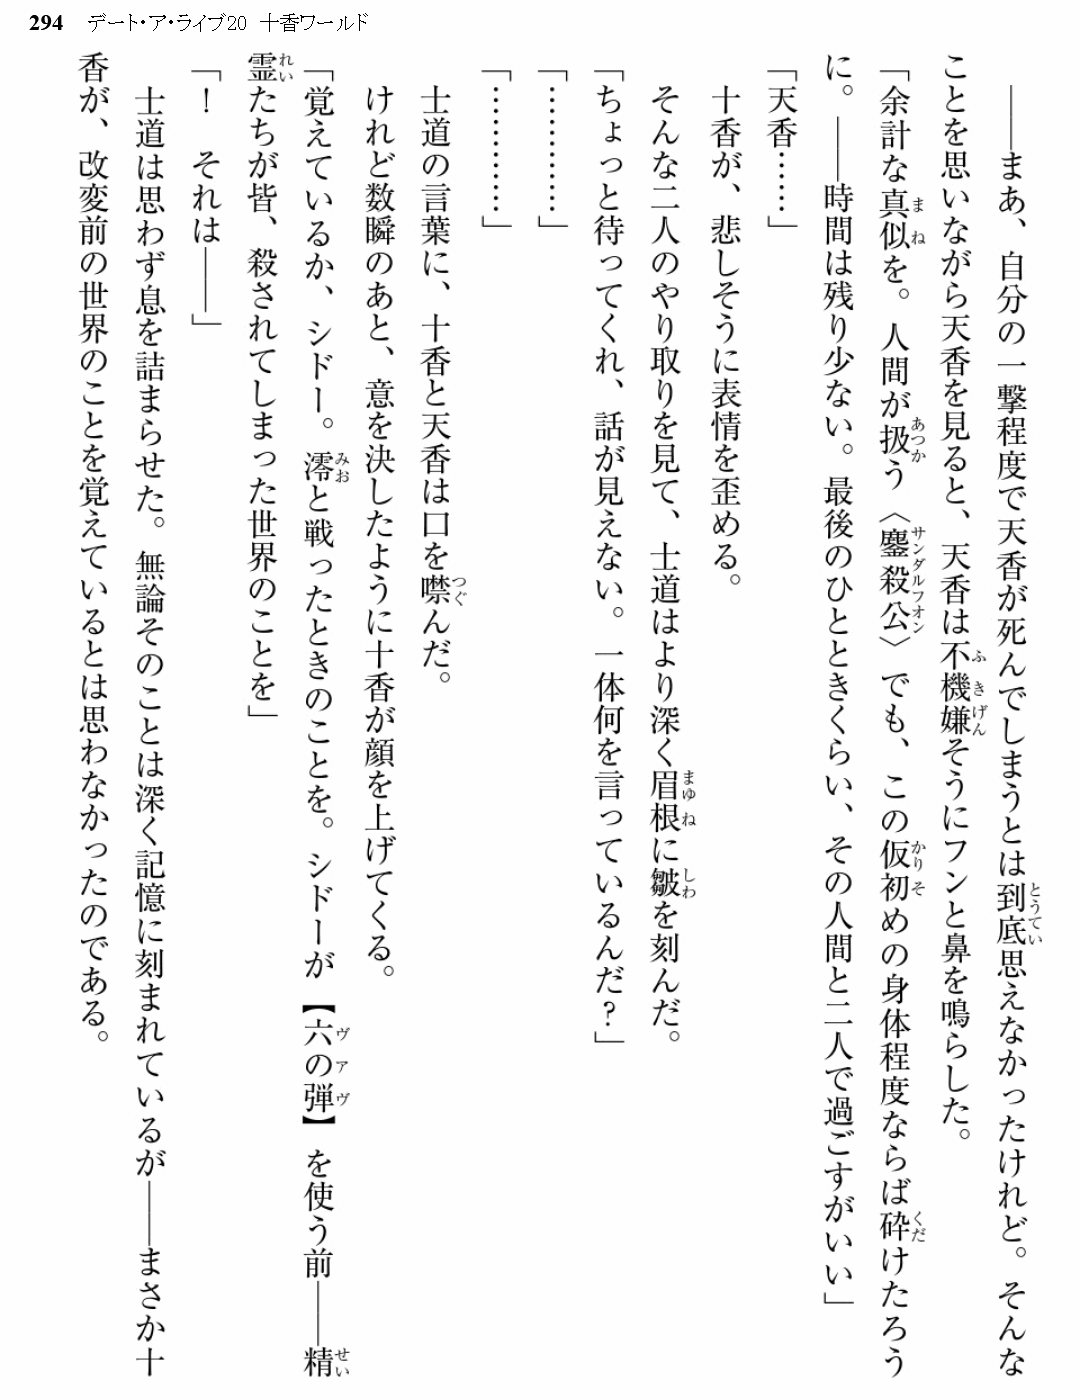 294 デート・ア・ライブ20 十香ワールド
――まあ、自分の一撃程度で天香が死んでしまうとは到底思えなかったけれど。そんな
ことを思いながら天香を見ると、天香は不機嫌そうにフンと鼻を鳴らした。
「余計な真似を。人間が扱う〈鏖殺公〉でも、この仮初めの身体程度ならば砕けたろう
に。――時間は残り少ない。最後のひとときくらい、その人間と二人で過ごすがいい」
「天香……」
十香が、悲しそうに表情を歪める。
そんな二人のやり取りを見て、士道はより深く眉根に皺を刻んだ。
「ちょっと待ってくれ、話が見えない。一体何を言っているんだ?」
「…………」
「…………」
士道の言葉に、十香と天香は口を噤んだ。
けれど数瞬のあと、意を決したように十香が顔を上げてくる。
「覚えているか、シドー。澪と戦ったときのことを。シドーが【六の弾】を使う前――精
霊たちが皆、殺されてしまった世界のことを」
「! それは――」
士道は思わず息を詰まらせた。無論そのことは深く記憶に刻まれているが――まさか十
香が、改変前の世界のことを覚えているとは思わなかったのである。